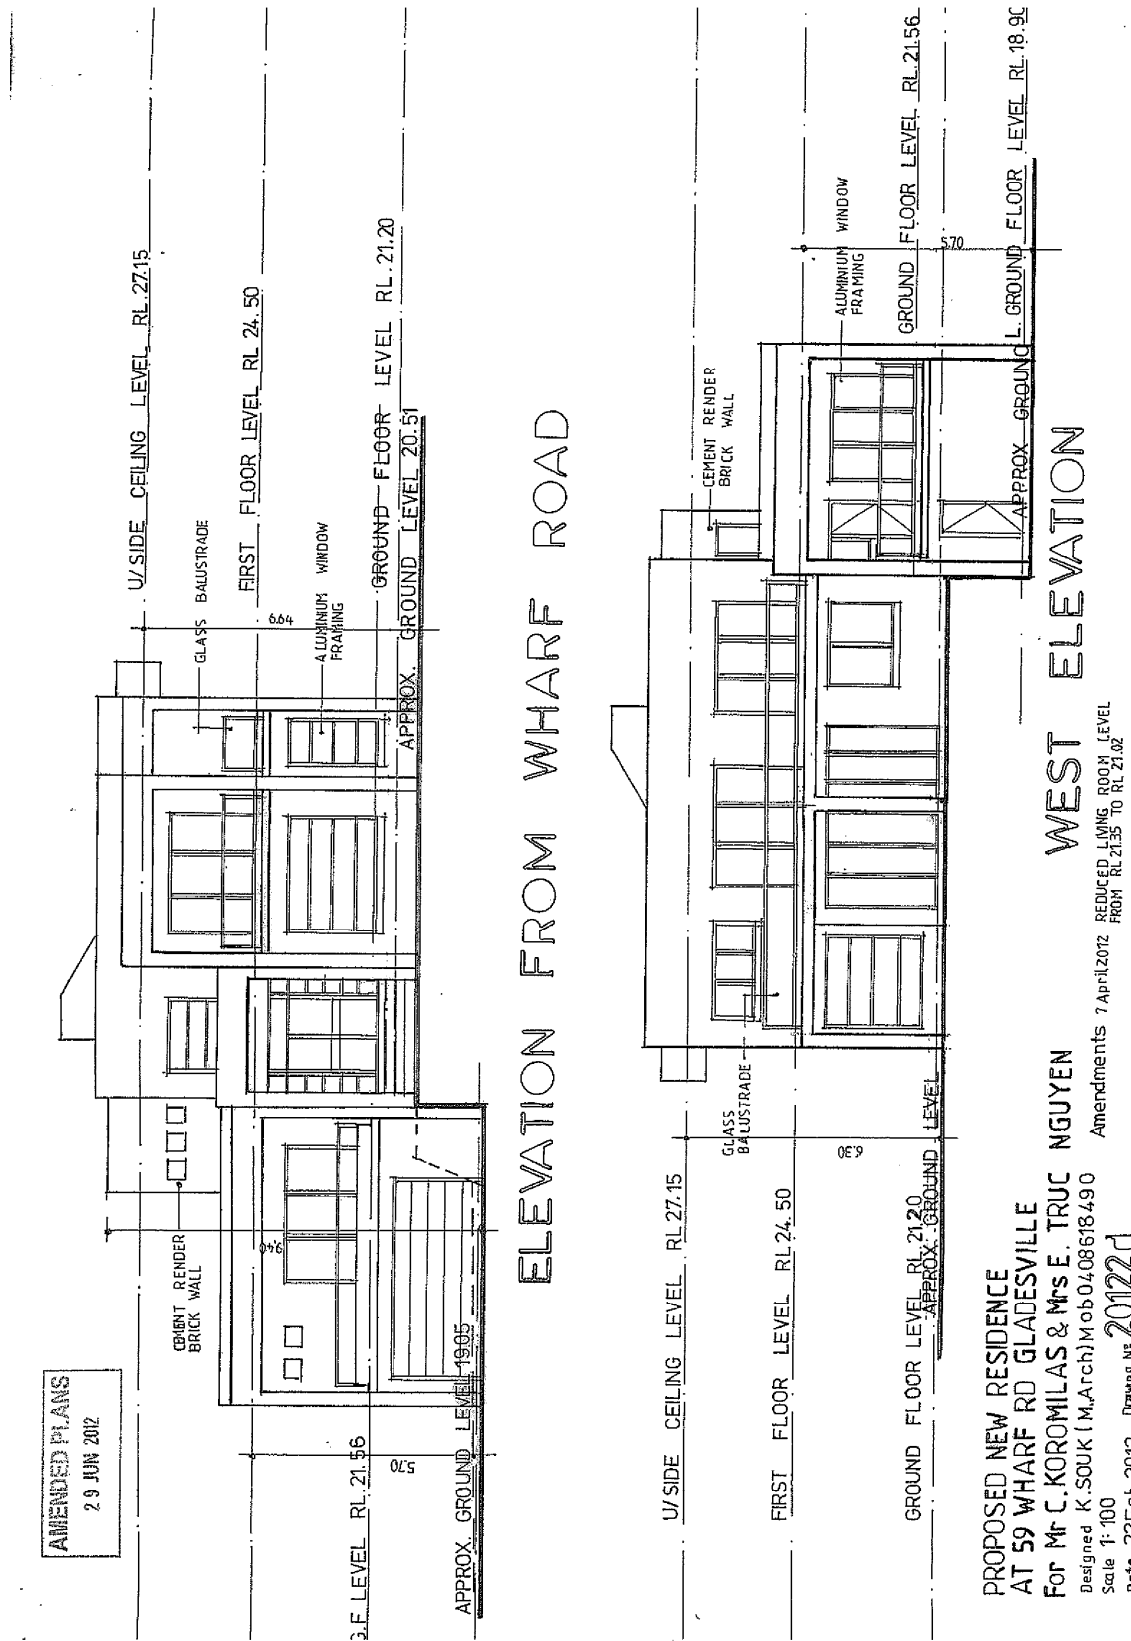 AMENDED PLANS
29 JUN 2012
U/SIDE CEILING LEVEL RL.27.15
FIRST FLOOR LEVEL RL 24.50
GROUND FLOOR LEVEL RL.21.20
APPROX. GROUND LEVEL 20.51
GLASS BALUSTRADE
ALUMINIUM WINDOW
FRAMING
6.64
CEMENT RENDER
BRICK WALL
9.40
5.70
G.F LEVEL RL.21.56
APPROX. GROUND LEVEL 19.05
ELEVATION FROM WHARF ROAD
CEMENT RENDER
BRICK WALL
ALUMINIUM WINDOW
FRAMING
GROUND FLOOR LEVEL RL.21.56
5.70
APPROX GROUND L. GROUND FLOOR LEVEL RL.18.90
GLASS
BALUSTRADE
6.30
U/SIDE CEILING LEVEL RL.27.15
FIRST FLOOR LEVEL RL 24.50
GROUND FLOOR LEVEL RL.21.20
APPROX. GROUND LEVEL
WEST ELEVATION
PROPOSED NEW RESIDENCE
AT 59 WHARF RD GLADESVILLE
For Mr C.KOROMILAS & Mrs E. TRUC NGUYEN
Designed K.SOUK (M.Arch) Mob 0408618490
Scale 1:100
Date 22 Feb 2012 Drawing Nº 20122d
Amendments 7 April 2012 REDUCED LIVING ROOM LEVEL
FROM RL 21.35 TO RL 21.02